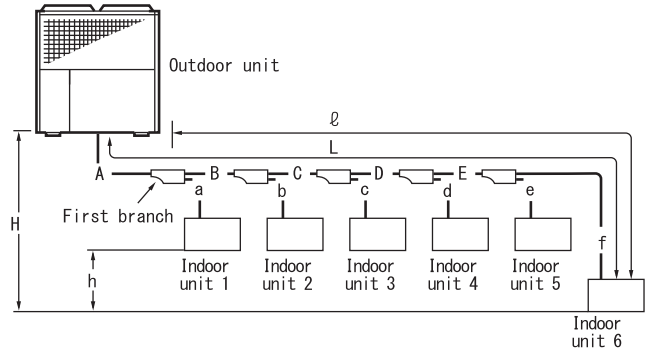 Outdoor unit
ℓ
L
A B C D E
a b c d e
First branch
H
f
h
Indoor unit 1
Indoor unit 2
Indoor unit 3
Indoor unit 4
Indoor unit 5
Indoor unit 6